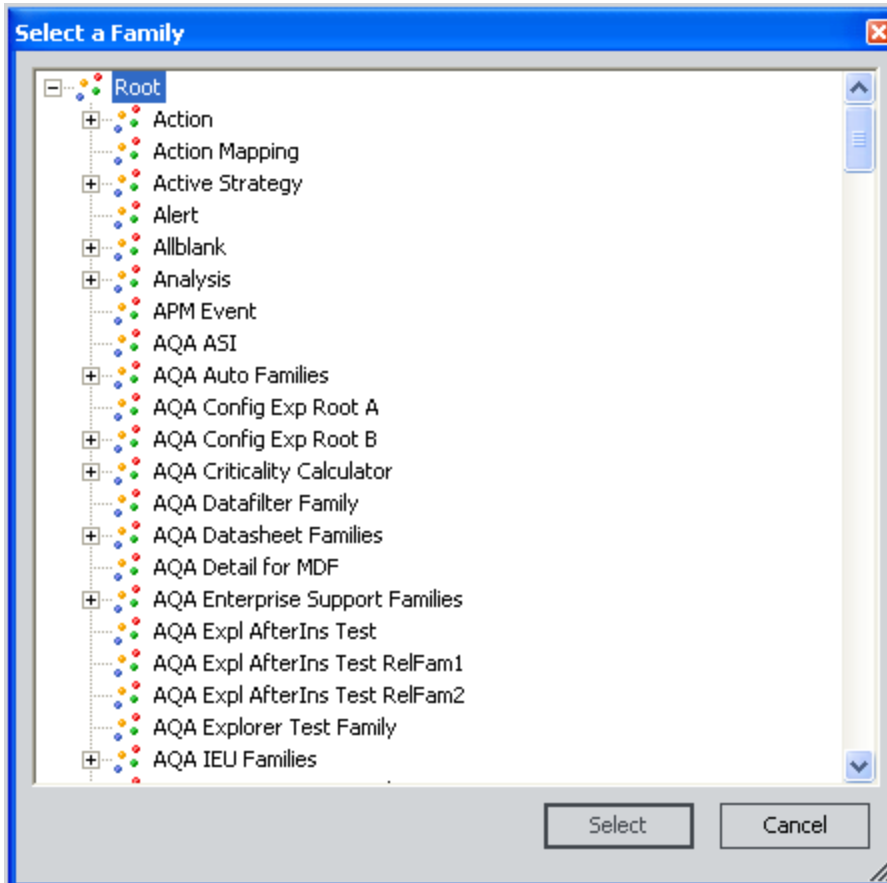 Select a Family
Root
Action
Action Mapping
Active Strategy
Alert
Allblank
Analysis
APM Event
AQA ASI
AQA Auto Families
AQA Config Exp Root A
AQA Config Exp Root B
AQA Criticality Calculator
AQA Datafilter Family
AQA Datasheet Families
AQA Detail for MDF
AQA Enterprise Support Families
AQA Expl AfterIns Test
AQA Expl AfterIns Test RelFam1
AQA Expl AfterIns Test RelFam2
AQA Explorer Test Family
AQA IEU Families
Select Cancel